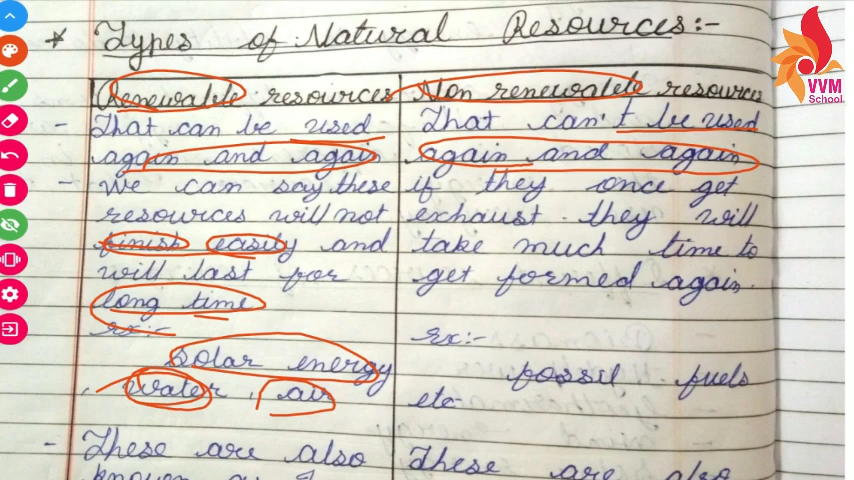 * Types of Natural Resources:-
VVM
School
Renewable resources
- That can be used
again and again
- We can say these
resources will not
finish easily and
will last for
long time
ex:-
Solar energy
, water, air
- These are also
Non renewable resources
That can't be used
again and again
if they once get
exhaust. they will
take much time to
get formed again.
ex:-
fossil fuels
etc
These are also